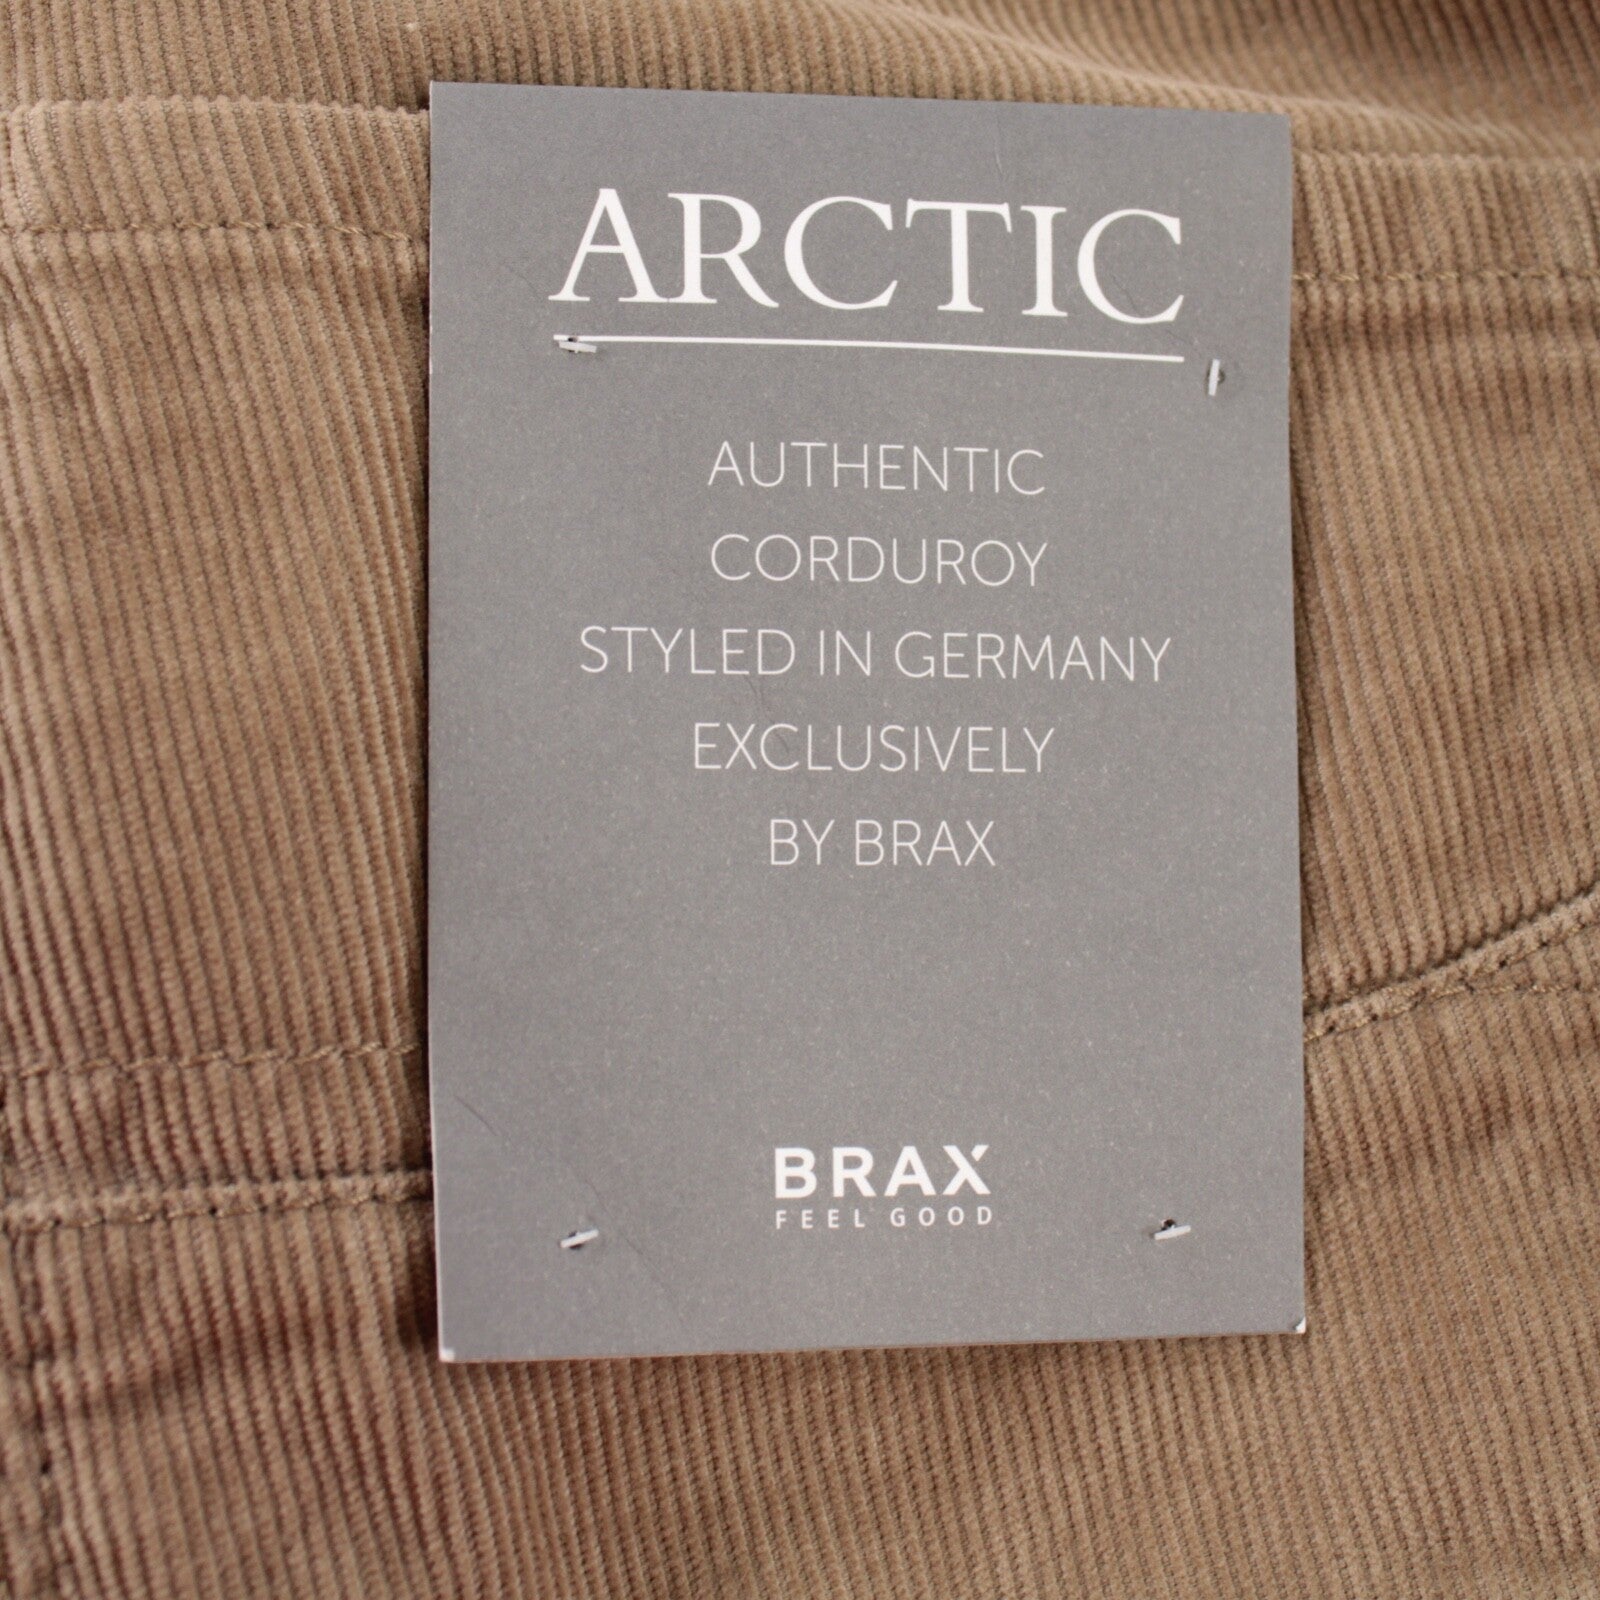 ARCTIC
AUTHENTIC
CORDUROY
STYLED IN GERMANY
EXCLUSIVELY
BY BRAX
BRAX
FEEL GOOD